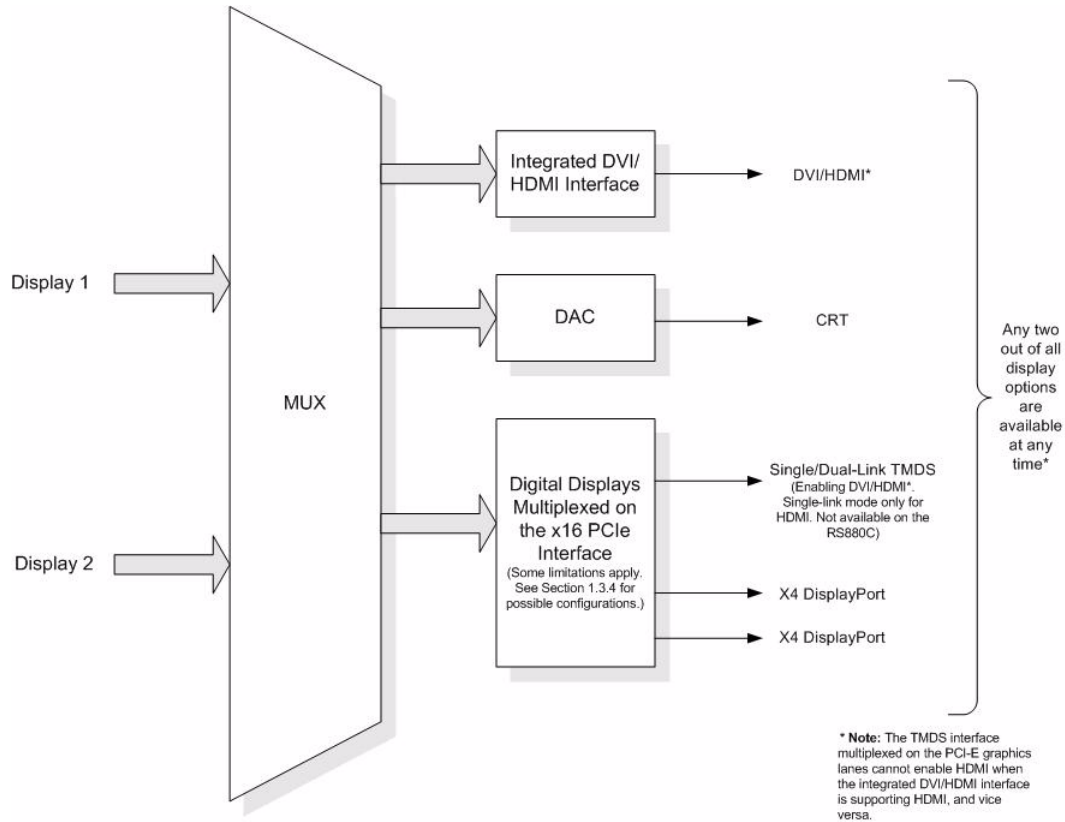 Display 1
Display 2
MUX
Integrated DVI/
HDMI Interface
DVI/HDMI*
DAC
CRT
Digital Displays
Multiplexed on
the x16 PCIe
Interface
(Some limitations apply.
See Section 1.3.4 for
possible configurations.)
Single/Dual-Link TMDS
(Enabling DVI/HDMI*.
Single-link mode only for
HDMI. Not available on the
RS880C)
X4 DisplayPort
X4 DisplayPort
Any two
out of all
display
options
are
available
at any
time*
* Note: The TMDS interface
multiplexed on the PCI-E graphics
lanes cannot enable HDMI when
the integrated DVI/HDMI interface
is supporting HDMI, and vice
versa.